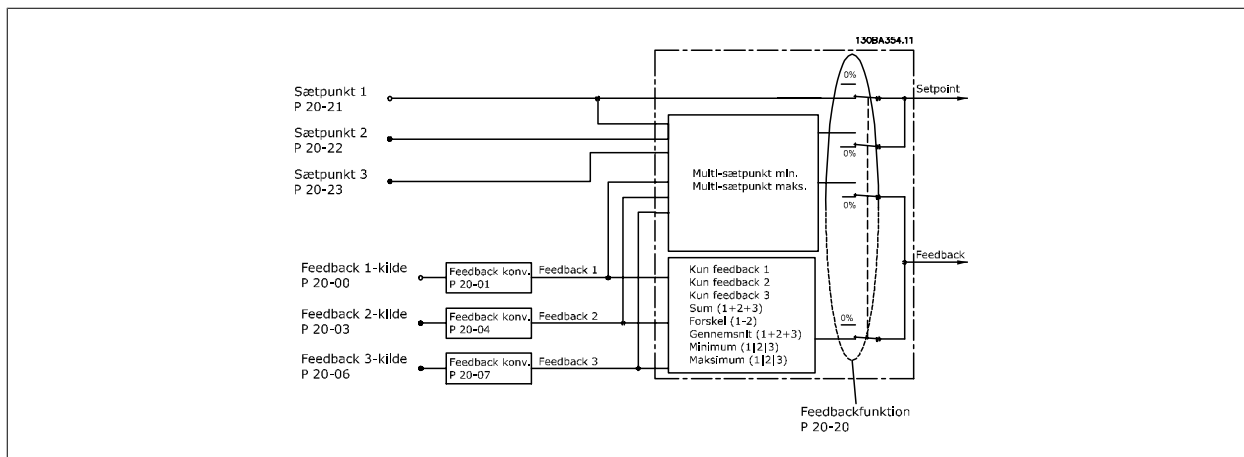 130BA354.11
Sætpunkt 1
P 20-21
Sætpunkt 2
P 20-22
Sætpunkt 3
P 20-23
0%
Setpoint
0%
Multi-sætpunkt min.
Multi-sætpunkt maks.
0%
Feedback 1-kilde
P 20-00
Feedback konv.
P 20-01
Feedback 1
Feedback 2-kilde
P 20-03
Feedback konv.
P 20-04
Feedback 2
Feedback 3-kilde
P 20-06
Feedback konv.
P 20-07
Feedback 3
Kun feedback 1
Kun feedback 2
Kun feedback 3
Sum (1+2+3)
Forskel (1-2)
Gennemsnit (1+2+3)
Minimum (1|2|3)
Maksimum (1|2|3)
Feedback
0%
Feedbackfunktion
P 20-20